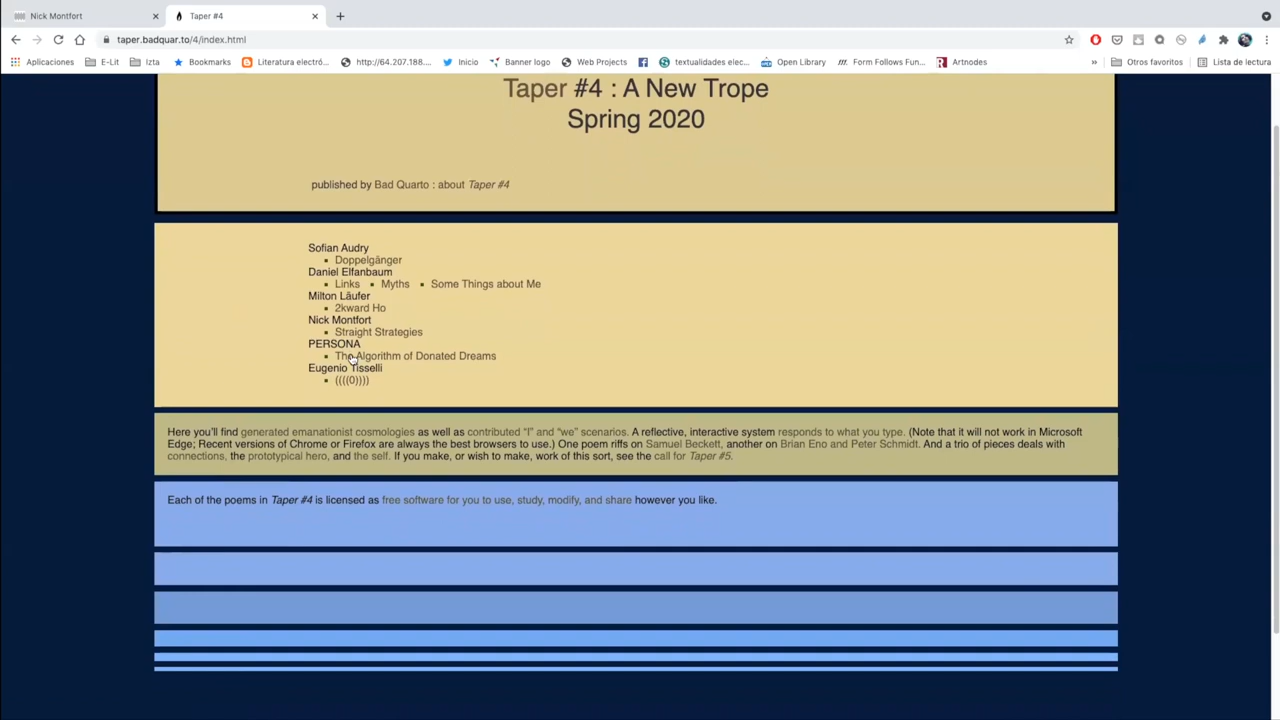 Nick Montfort
Taper #4
taper.badquar.to/4/index.html
Aplicaciones E-Lit Izta Bookmarks Literatura electró... http://64.207.188.... Inicio Banner logo Web Projects textualidades elec... Open Library Form Follows Fun... Artnodes » Otros favoritos Lista de lectura
Taper #4 : A New Trope
Spring 2020
published by Bad Quarto : about Taper #4
Sofian Audry
Doppelgänger
Daniel Elfanbaum
Links Myths Some Things about Me
Milton Läufer
2kward Ho
Nick Montfort
Straight Strategies
PERSONA
The Algorithm of Donated Dreams
Eugenio Tisselli
((((0))))
Here you'll find generated emanationist cosmologies as well as contributed “I” and “we” scenarios. A reflective, interactive system responds to what you type. (Note that it will not work in Microsoft
Edge; Recent versions of Chrome or Firefox are always the best browsers to use.) One poem riffs on Samuel Beckett, another on Brian Eno and Peter Schmidt. And a trio of pieces deals with
connections, the prototypical hero, and the self. If you make, or wish to make, work of this sort, see the call for Taper #5.
Each of the poems in Taper #4 is licensed as free software for you to use, study, modify, and share however you like.